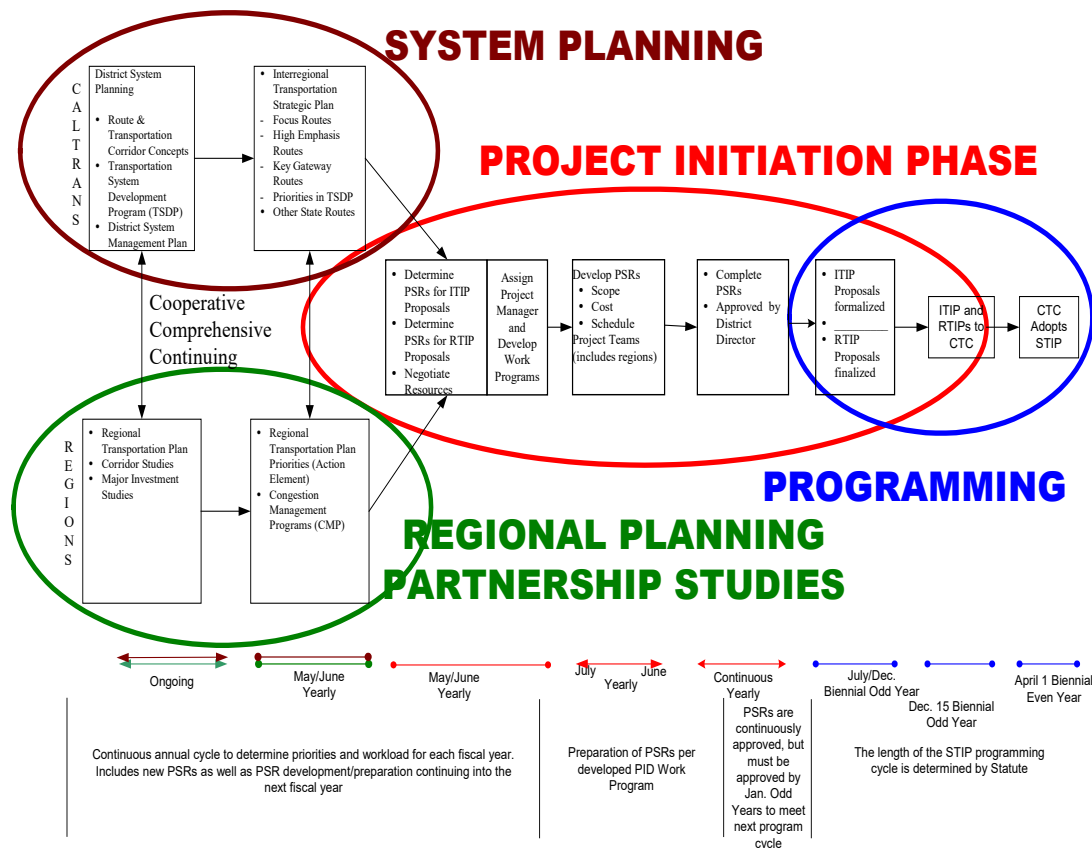 SYSTEM PLANNING
CALTRANS
District System
Planning
• Route &
Transportation
Corridor Concepts
• Transportation
System
Development
Program (TSDP)
• District System
Management Plan
• Interregional
Transportation
Strategic Plan
- Focus Routes
- High Emphasis
Routes
- Key Gateway
Routes
- Priorities in TSDP
• Other State Routes
PROJECT INITIATION PHASE
Cooperative
Comprehensive
Continuing
• Determine
PSRs for ITIP
Proposals
• Determine
PSRs for RTIP
Proposals
• Negotiate
Resources
Assign
Project
Manager
and
Develop
Work
Programs
Develop PSRs
• Scope
• Cost
• Schedule
Project Teams
(includes regions)
• Complete
PSRs
• Approved by
District
Director
• ITIP
Proposals
formalized
• ________
• RTIP
Proposals
finalized
ITIP and
RTIPs to
CTC
CTC
Adopts
STIP
REGIONS
• Regional
Transportation Plan
• Corridor Studies
• Major Investment
Studies
• Regional
Transportation Plan
Priorities (Action
Element)
• Congestion
Management
Programs (CMP)
PROGRAMMING
REGIONAL PLANNING
PARTNERSHIP STUDIES
Ongoing
May/June
Yearly
May/June
Yearly
July June
Yearly
Continuous
Yearly
July/Dec.
Biennial Odd Year
Dec. 15 Biennial
Odd Year
April 1 Biennial
Even Year
Continuous annual cycle to determine priorities and workload for each fiscal year.
Includes new PSRs as well as PSR development/preparation continuing into the
next fiscal year
Preparation of PSRs per
developed PID Work
Program
PSRs are
continuously
approved, but
must be
approved by
Jan. Odd
Years to meet
next program
cycle
The length of the STIP programming
cycle is determined by Statute